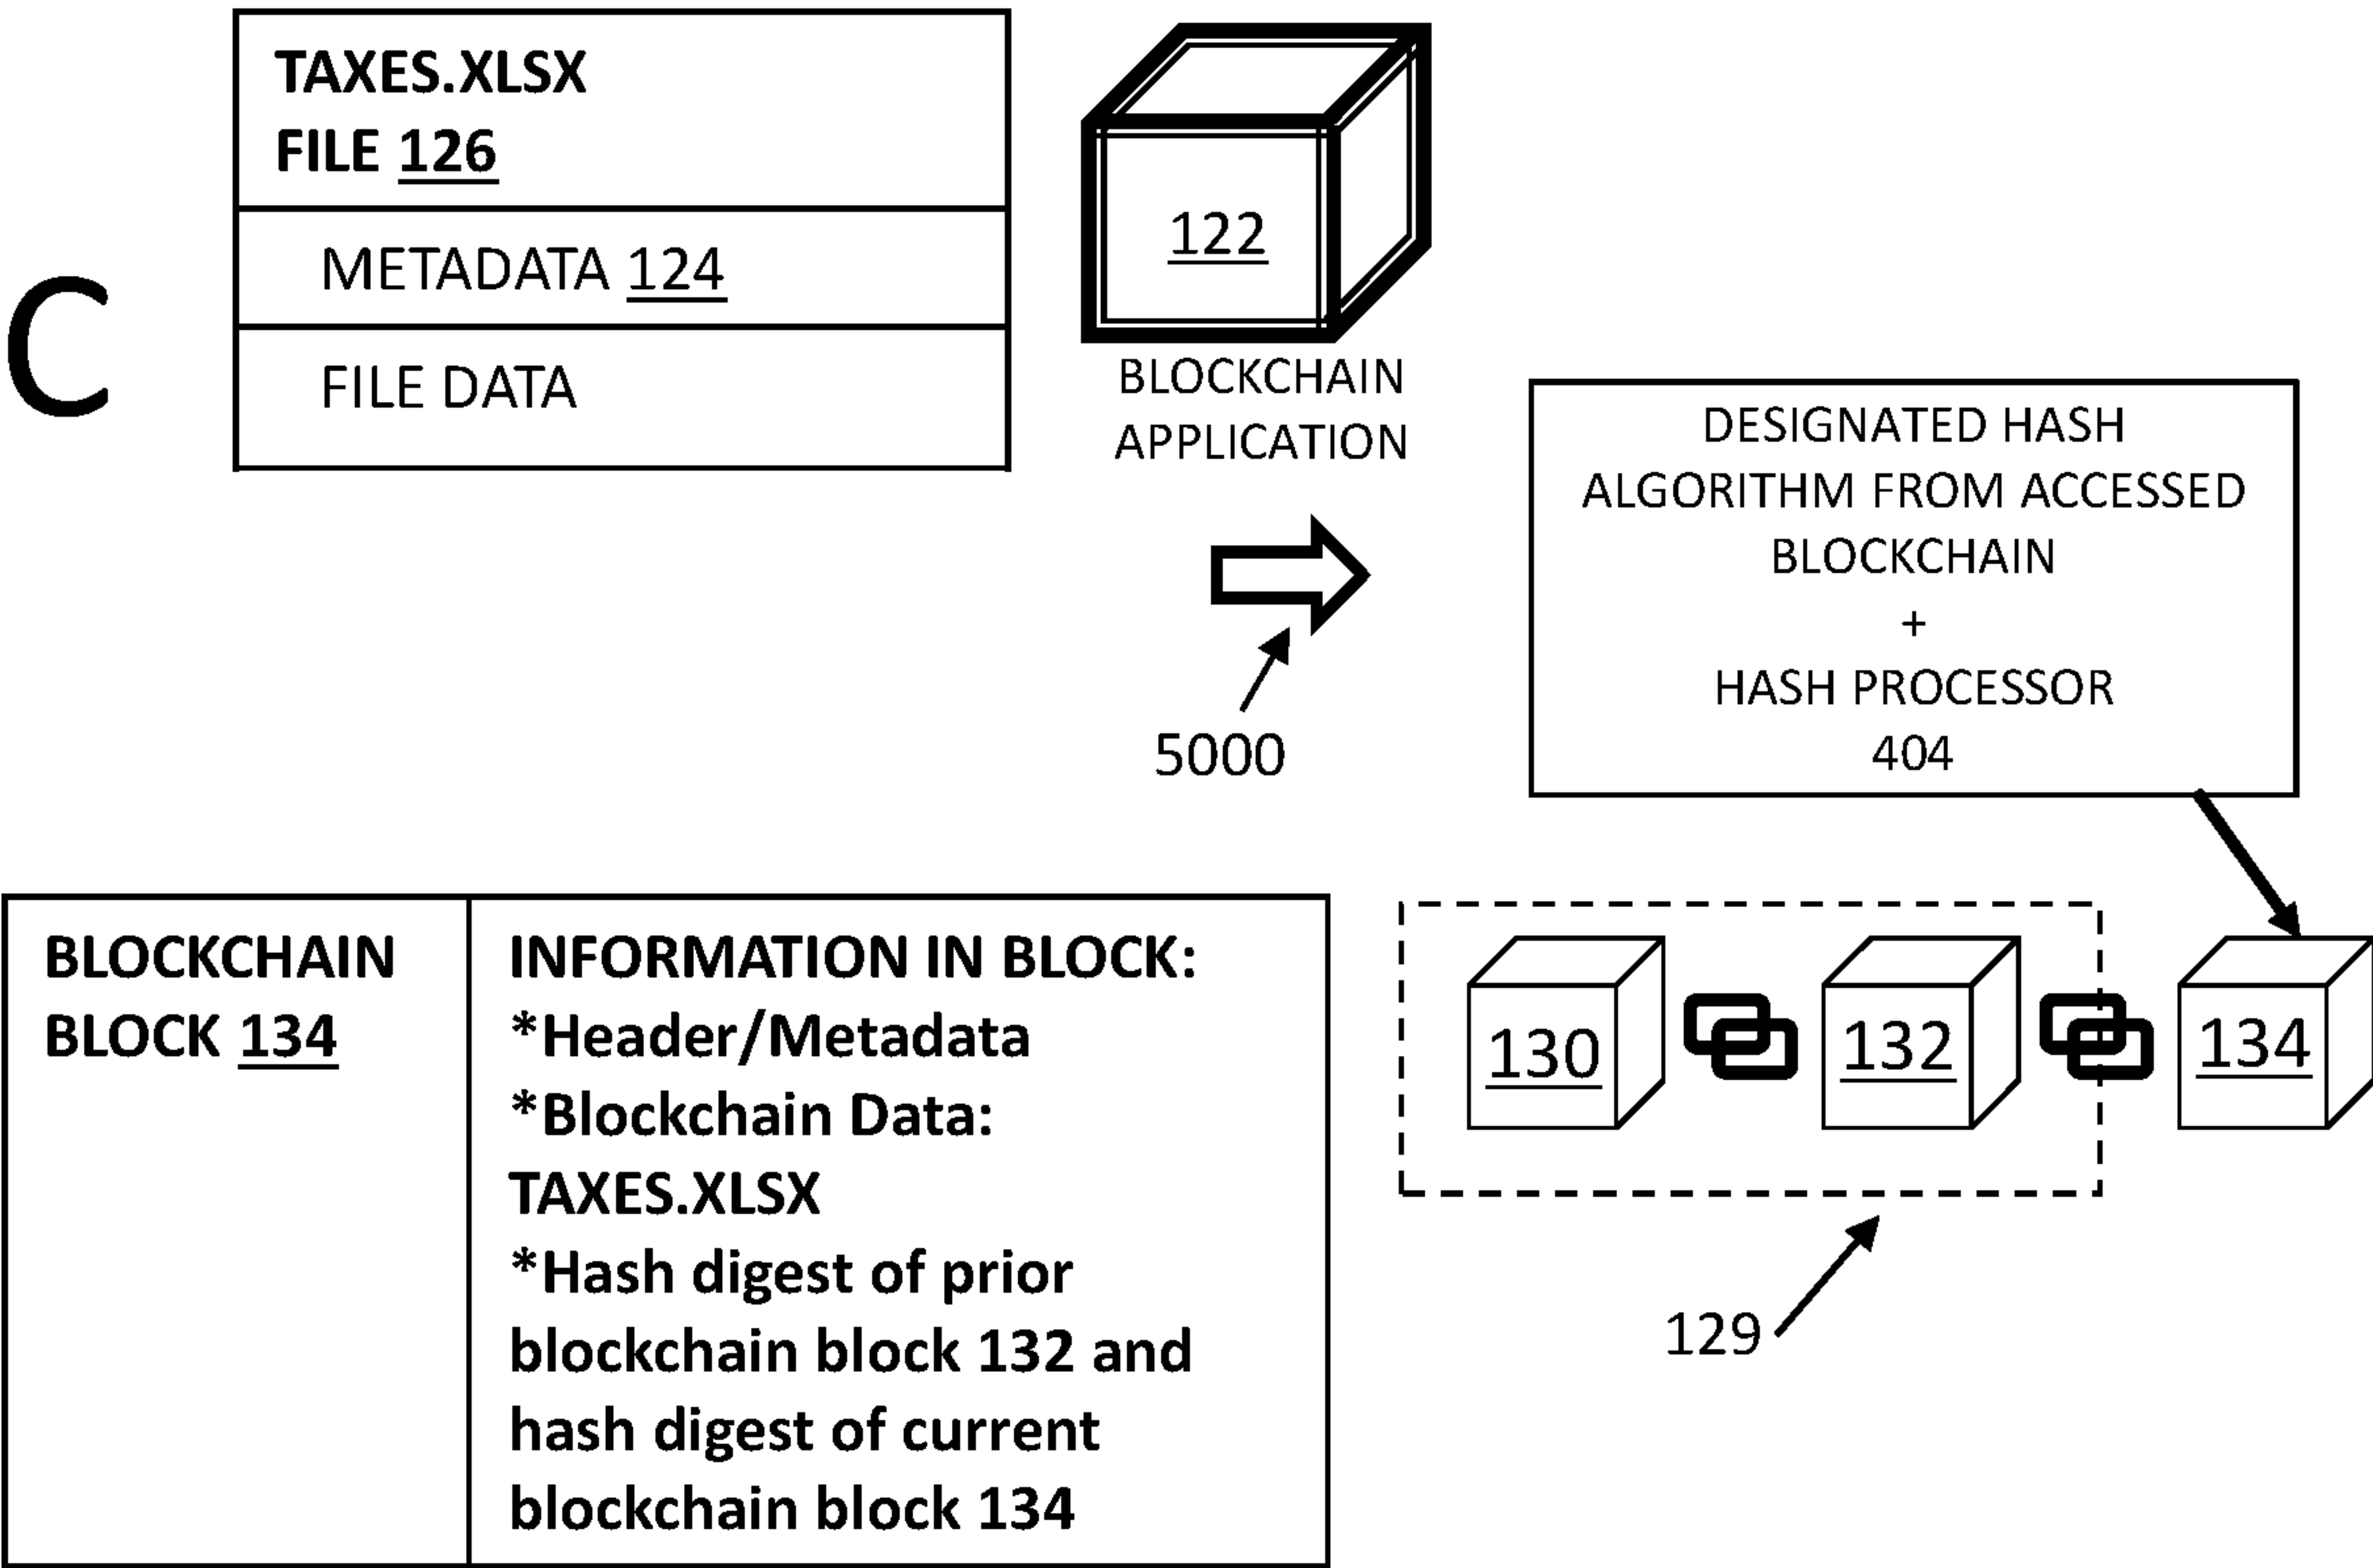 C
TAXES.XLSX
FILE 126
METADATA 124
FILE DATA
122
BLOCKCHAIN
APPLICATION
5000
DESIGNATED HASH
ALGORITHM FROM ACCESSED
BLOCKCHAIN
+
HASH PROCESSOR
404
BLOCKCHAIN
BLOCK 134
INFORMATION IN BLOCK:
*Header/Metadata
*Blockchain Data:
TAXES.XLSX
*Hash digest of prior
blockchain block 132 and
hash digest of current
blockchain block 134
130
132
134
129